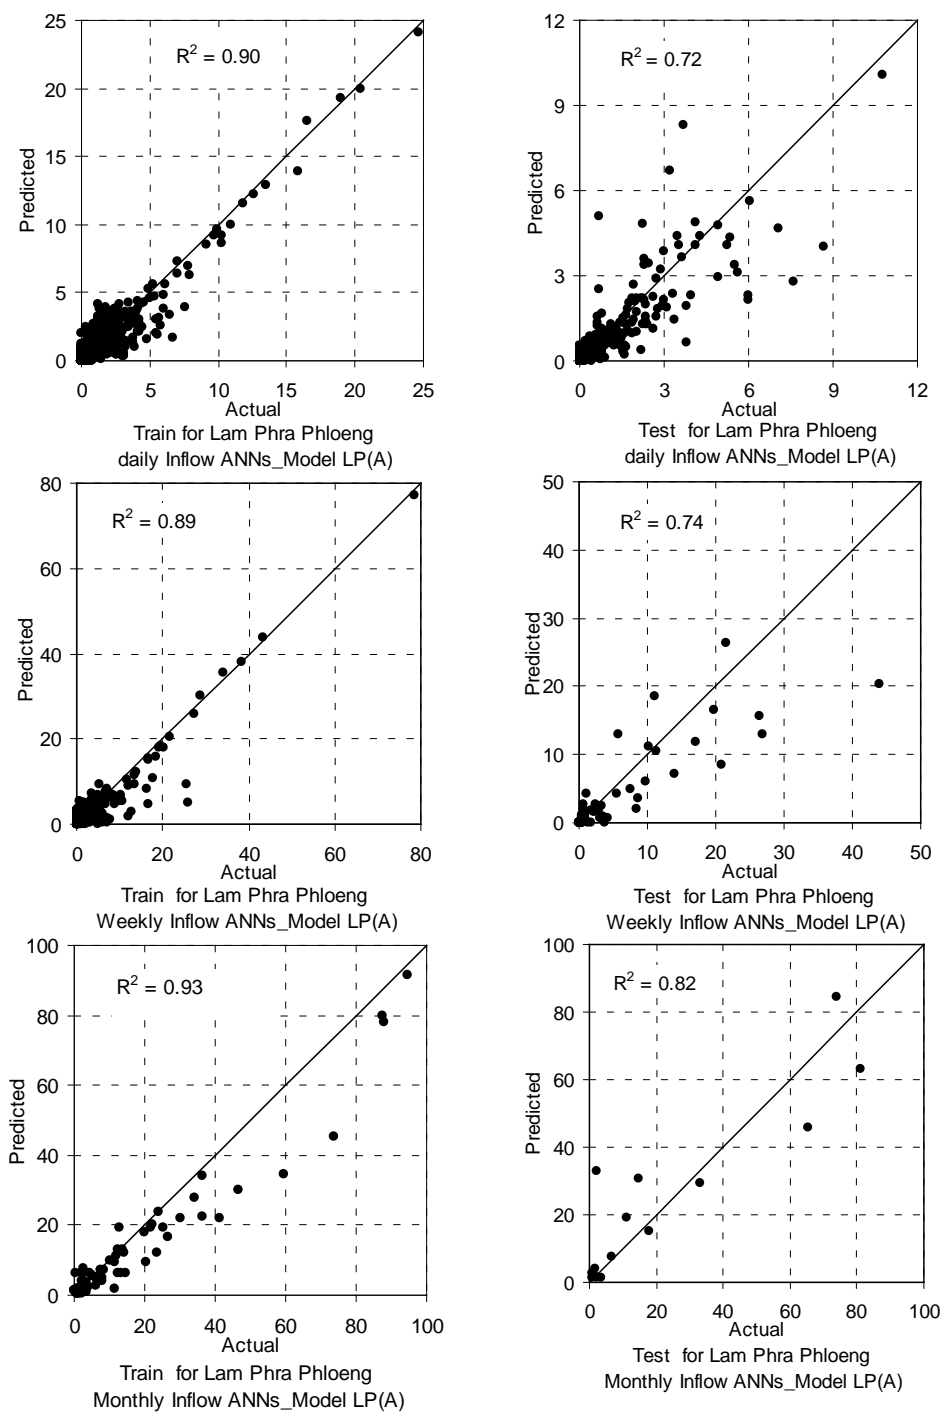 25
20
15
10
5
0
R² = 0.90
Predicted
0 5 10 15 20 25
Actual
Train for Lam Phra Phloeng
daily Inflow ANNs_Model LP(A)
12
9
6
3
0
R² = 0.72
Predicted
0 3 6 9 12
Actual
Test for Lam Phra Phloeng
daily Inflow ANNs_Model LP(A)
80
60
40
20
0
R² = 0.89
Predicted
0 20 40 60 80
Actual
Train for Lam Phra Phloeng
Weekly Inflow ANNs_Model LP(A)
50
40
30
20
10
0
R² = 0.74
Predicted
0 10 20 30 40 50
Actual
Test for Lam Phra Phloeng
Weekly Inflow ANNs_Model LP(A)
100
80
60
40
20
0
R² = 0.93
Predicted
0 20 40 60 80 100
Actual
Train for Lam Phra Phloeng
Monthly Inflow ANNs_Model LP(A)
100
80
60
40
20
0
R² = 0.82
Predicted
0 20 40 60 80 100
Actual
Test for Lam Phra Phloeng
Monthly Inflow ANNs_Model LP(A)